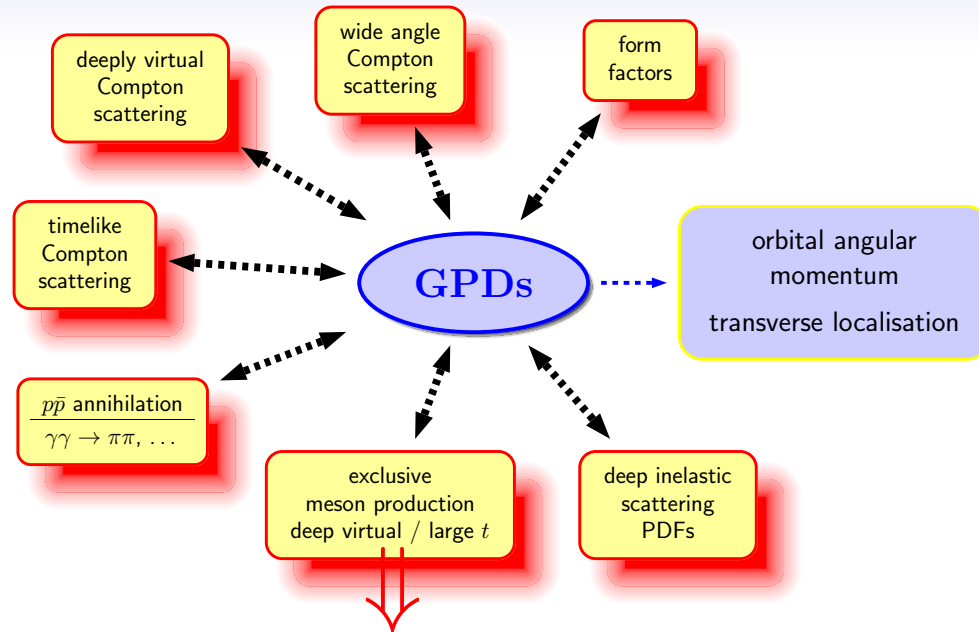 deeply virtual
Compton
scattering
wide angle
Compton
scattering
form
factors
timelike
Compton
scattering
GPDs
orbital angular
momentum
transverse localisation
pp̄ annihilation
γγ → ππ, ...
exclusive
meson production
deep virtual / large t
deep inelastic
scattering
PDFs